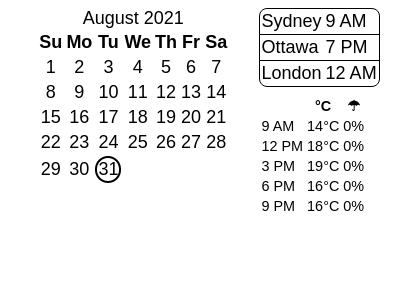 August 2021
Su Mo Tu We Th Fr Sa
1 2 3 4 5 6 7
8 9 10 11 12 13 14
15 16 17 18 19 20 21
22 23 24 25 26 27 28
29 30 31
Sydney 9 AM
Ottawa 7 PM
London 12 AM
°C ☂
9 AM 14°C 0%
12 PM 18°C 0%
3 PM 19°C 0%
6 PM 16°C 0%
9 PM 16°C 0%